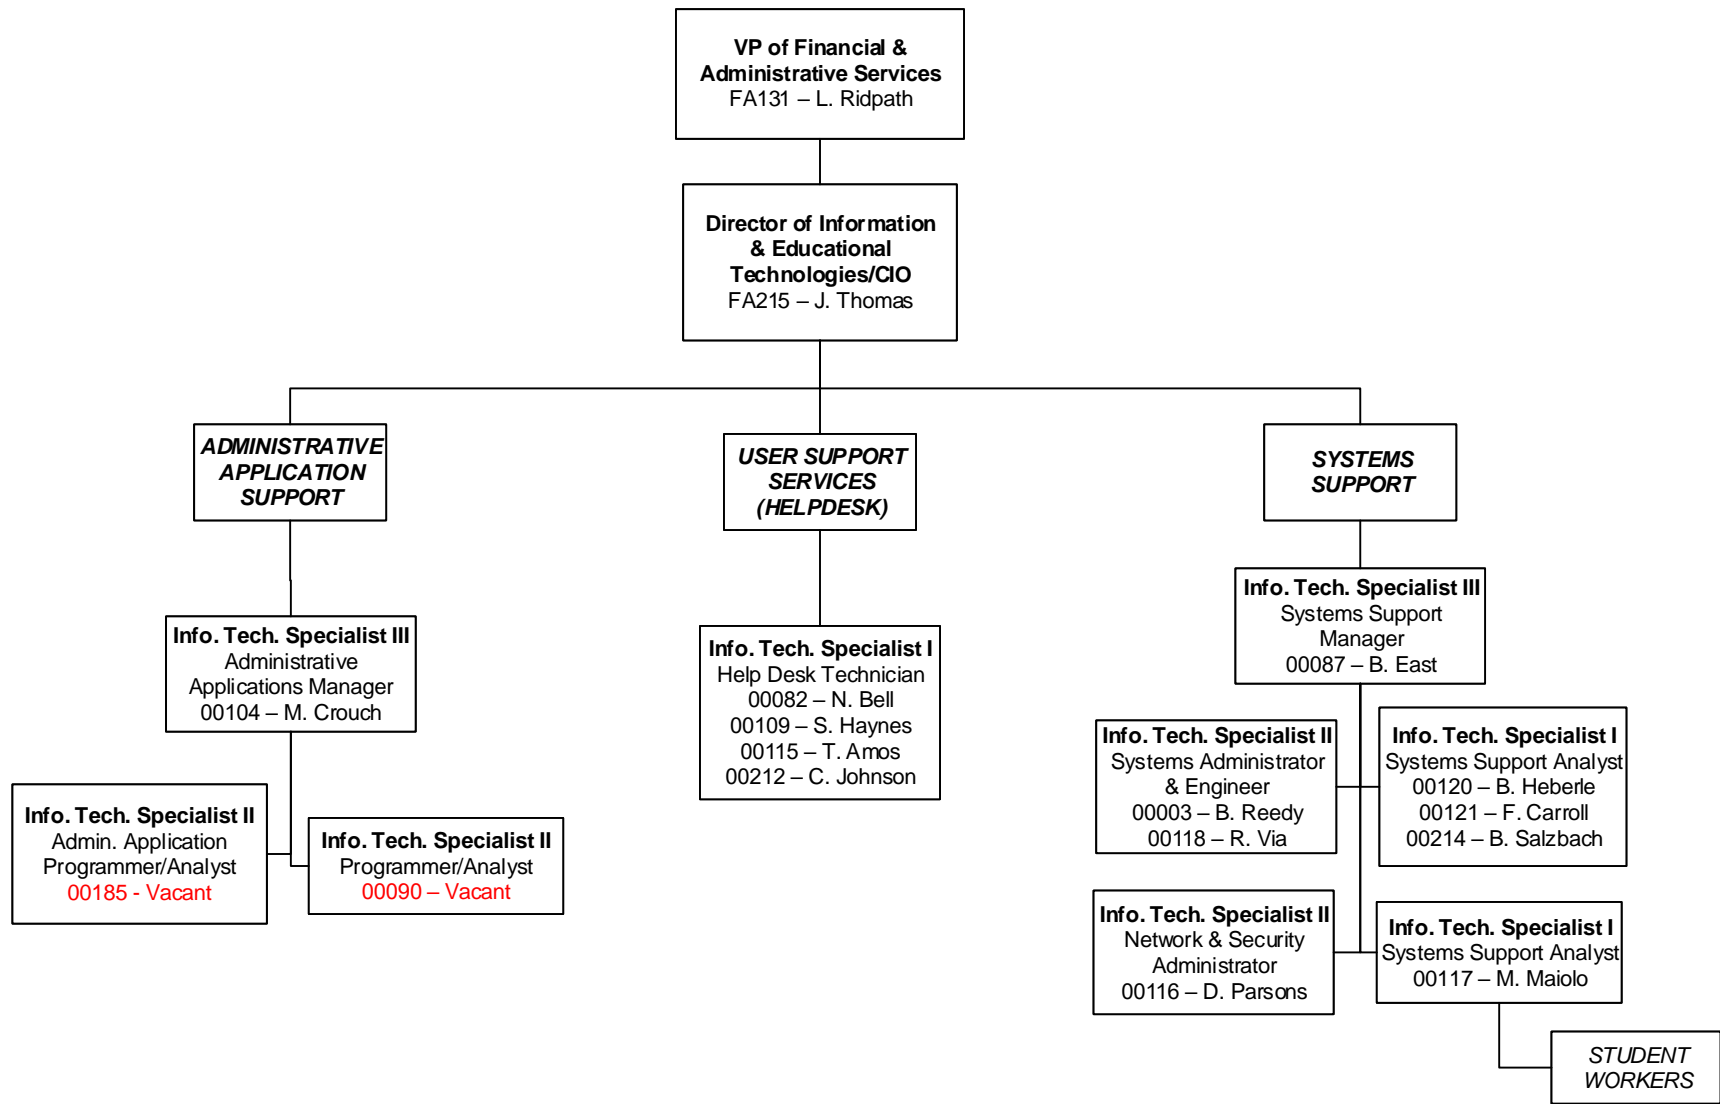 VP of Financial &
Administrative Services
FA131 – L. Ridpath
Director of Information
& Educational
Technologies/CIO
FA215 – J. Thomas
ADMINISTRATIVE
APPLICATION
SUPPORT
USER SUPPORT
SERVICES
(HELPDESK)
SYSTEMS
SUPPORT
Info. Tech. Specialist III
Administrative
Applications Manager
00104 – M. Crouch
Info. Tech. Specialist II
Admin. Application
Programmer/Analyst
00185 - Vacant
Info. Tech. Specialist II
Programmer/Analyst
00090 – Vacant
Info. Tech. Specialist I
Help Desk Technician
00082 – N. Bell
00109 – S. Haynes
00115 – T. Amos
00212 – C. Johnson
Info. Tech. Specialist III
Systems Support
Manager
00087 – B. East
Info. Tech. Specialist II
Systems Administrator
& Engineer
00003 – B. Reedy
00118 – R. Via
Info. Tech. Specialist I
Systems Support Analyst
00120 – B. Heberle
00121 – F. Carroll
00214 – B. Salzbach
Info. Tech. Specialist II
Network & Security
Administrator
00116 – D. Parsons
Info. Tech. Specialist I
Systems Support Analyst
00117 – M. Maiolo
STUDENT
WORKERS